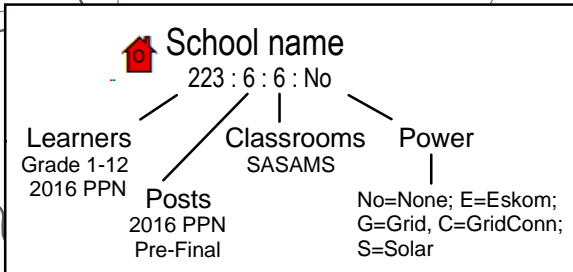 O
School name
223 : 6 : 6 : No
Learners
Grade 1-12
2016 PPN
Posts
2016 PPN
Pre-Final
Classrooms
SASAMS
Power
No=None; E=Eskom;
G=Grid, C=GridConn;
S=Solar